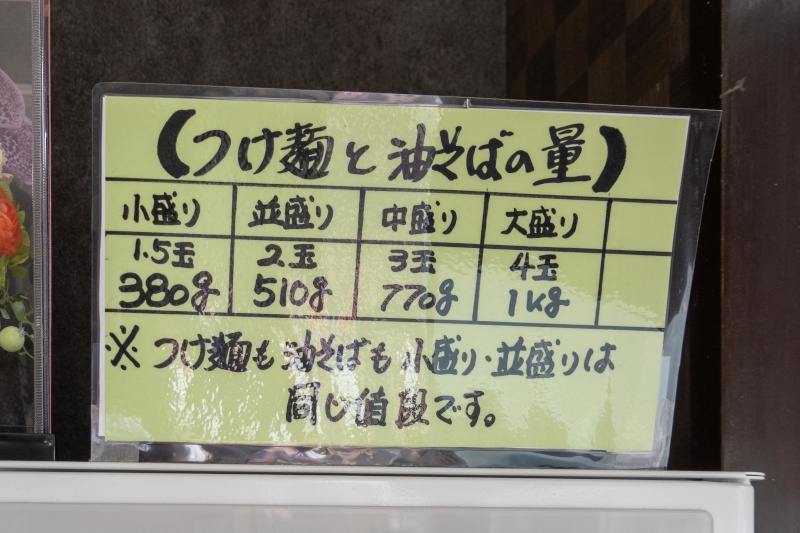 (つけ麺と油そばの量)
小盛り 並盛り 中盛り 大盛り
1.5玉 2玉 3玉 4玉
380g 510g 770g 1kg
※つけ麺も油そばも小盛り・並盛りは
同じ値段です。